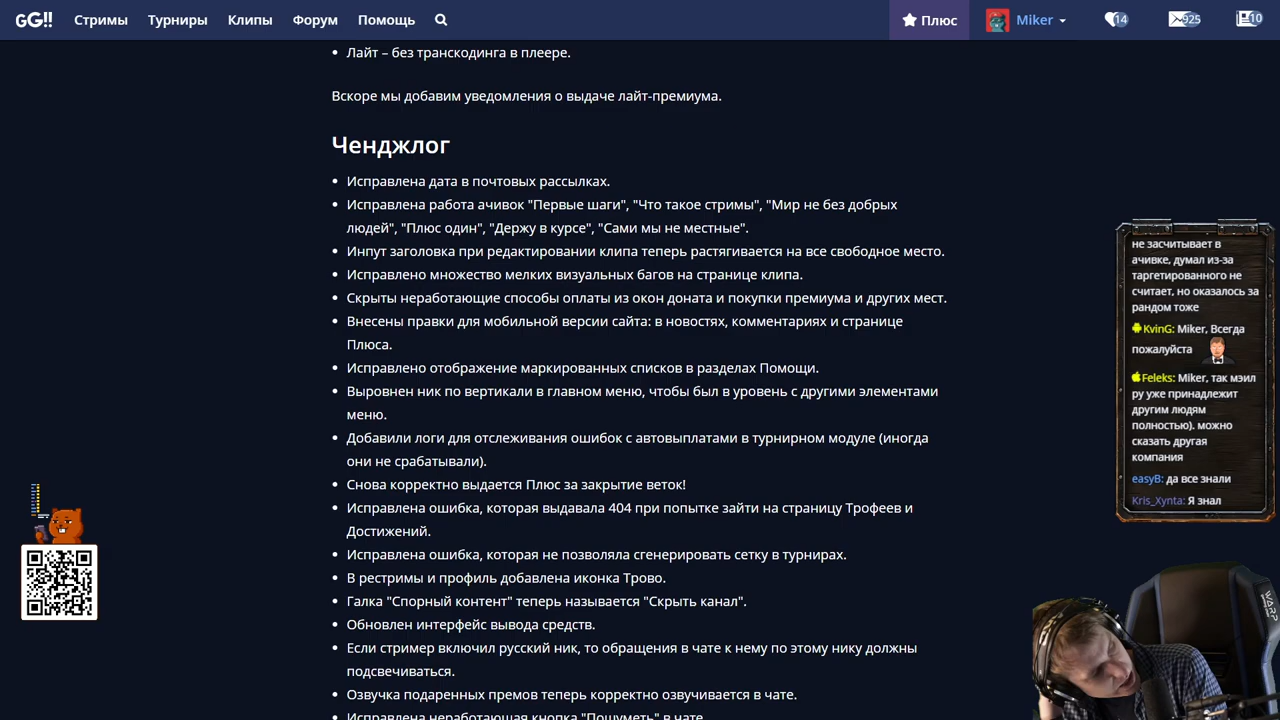 GG!! Стримы Турниры Клипы Форум Помощь Плюс Miker 14 925 10
Лайт – без транскодинга в плеере.
Вскоре мы добавим уведомления о выдаче лайт-премиума.
Ченджлог
Исправлена дата в почтовых рассылках.
Исправлена работа ачивок "Первые шаги", "Что такое стримы", "Мир не без добрых
людей", "Плюс один", "Держу в курсе", "Сами мы не местные".
Инпут заголовка при редактировании клипа теперь растягивается на все свободное место.
Исправлено множество мелких визуальных багов на странице клипа.
Скрыты неработающие способы оплаты из окон доната и покупки премиума и других мест.
Внесены правки для мобильной версии сайта: в новостях, комментариях и странице
Плюса.
Исправлено отображение маркированных списков в разделах Помощи.
Выровнен ник по вертикали в главном меню, чтобы был в уровень с другими элементами
меню.
Добавили логи для отслеживания ошибок с автовыплатами в турнирном модуле (иногда
они не срабатывали).
Снова корректно выдается Плюс за закрытие веток!
Исправлена ошибка, которая выдавала 404 при попытке зайти на страницу Трофеев и
Достижений.
Исправлена ошибка, которая не позволяла сгенерировать сетку в турнирах.
В рестримы и профиль добавлена иконка Трово.
Галка "Спорный контент" теперь называется "Скрыть канал".
Обновлен интерфейс вывода средств.
Если стример включил русский ник, то обращения в чате к нему по этому нику должны
подсвечиваться.
Озвучка подаренных премов теперь корректно озвучивается в чате.
Исправлена неработающая кнопка "Пошуметь" в чате.
не засчитывает в
ачивке, думал из-за
таргетированного не
считает, но оказалось за
рандом тоже
KvinG: Miker, Всегда
пожалуйста
Feleks: Miker, так мэил
ру уже принадлежит
другим людям
полностью). можно
сказать другая
компания
easyB: да все знали
Kris_Xynta: Я знал
WARP